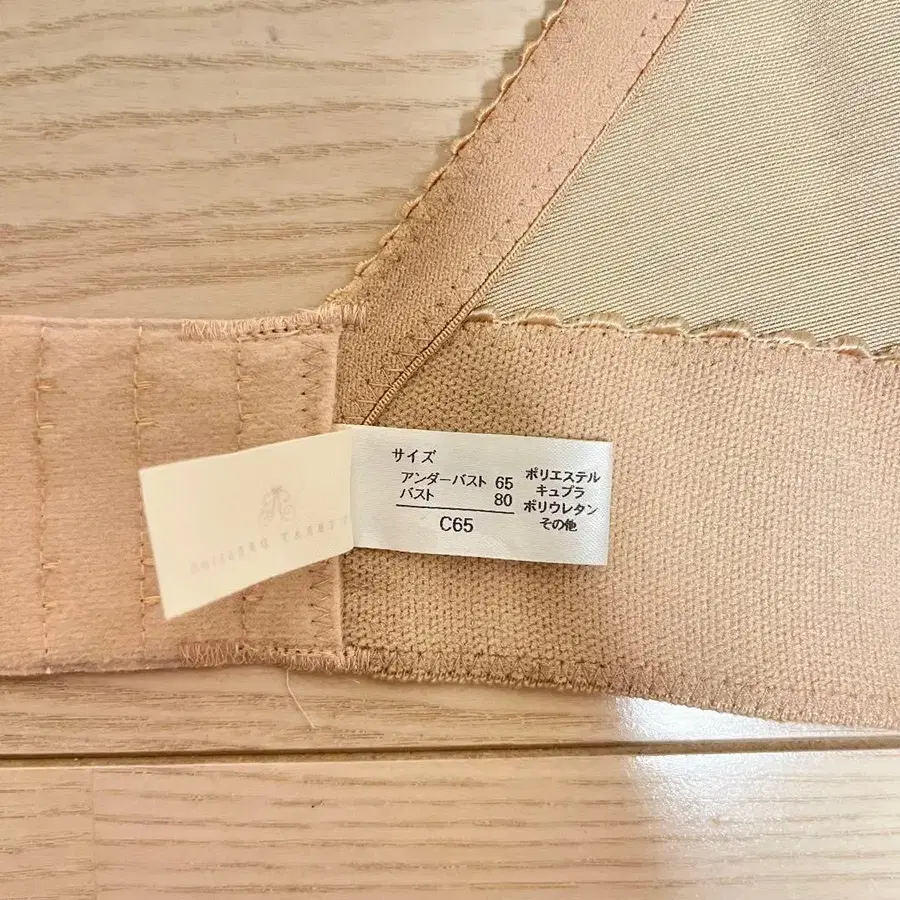 サイズ
アンダーバスト 65
バスト 80
C65
ポリエステル
キュプラ
ポリウレタン
その他